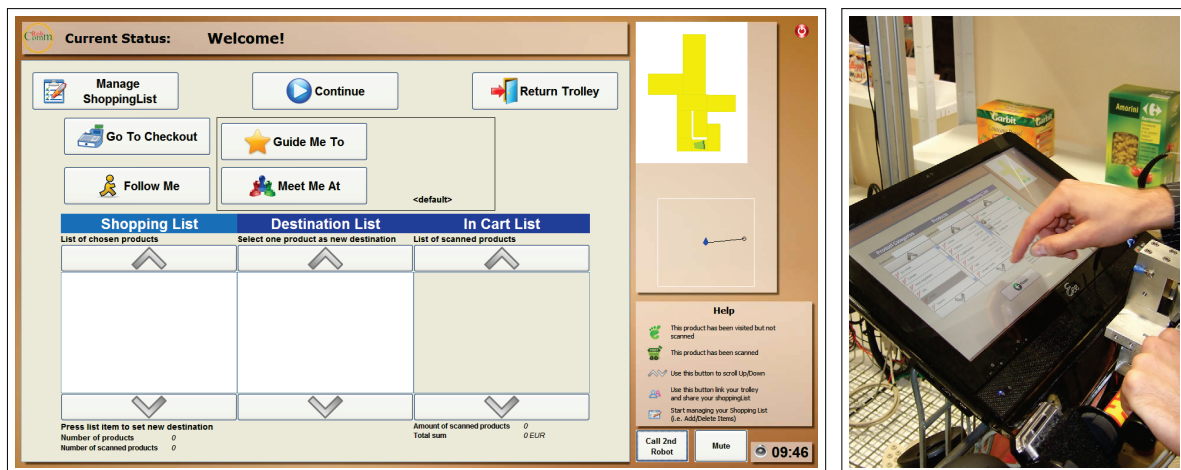 Current Status: Welcome!
Manage
ShoppingList
Continue
Return Trolley
Go To Checkout
Guide Me To
Follow Me
Meet Me At
<default>
Shopping List
Destination List
In Cart List
List of chosen products
Select one product as new destination
List of scanned products
Press list item to set new destination
Number of products 0
Number of scanned products 0
Amount of scanned products 0
Total sum 0 EUR
Help
This product has been visited but not
scanned
This product has been scanned
Use this button to scroll Up/Down
Use this button link your trolley
and share your shoppingList
Start managing your Shopping List
(i.e. Add/Delete Items)
Call 2nd
Robot
Mute
09:46
Garbit
Garbit
Amorini
Eee